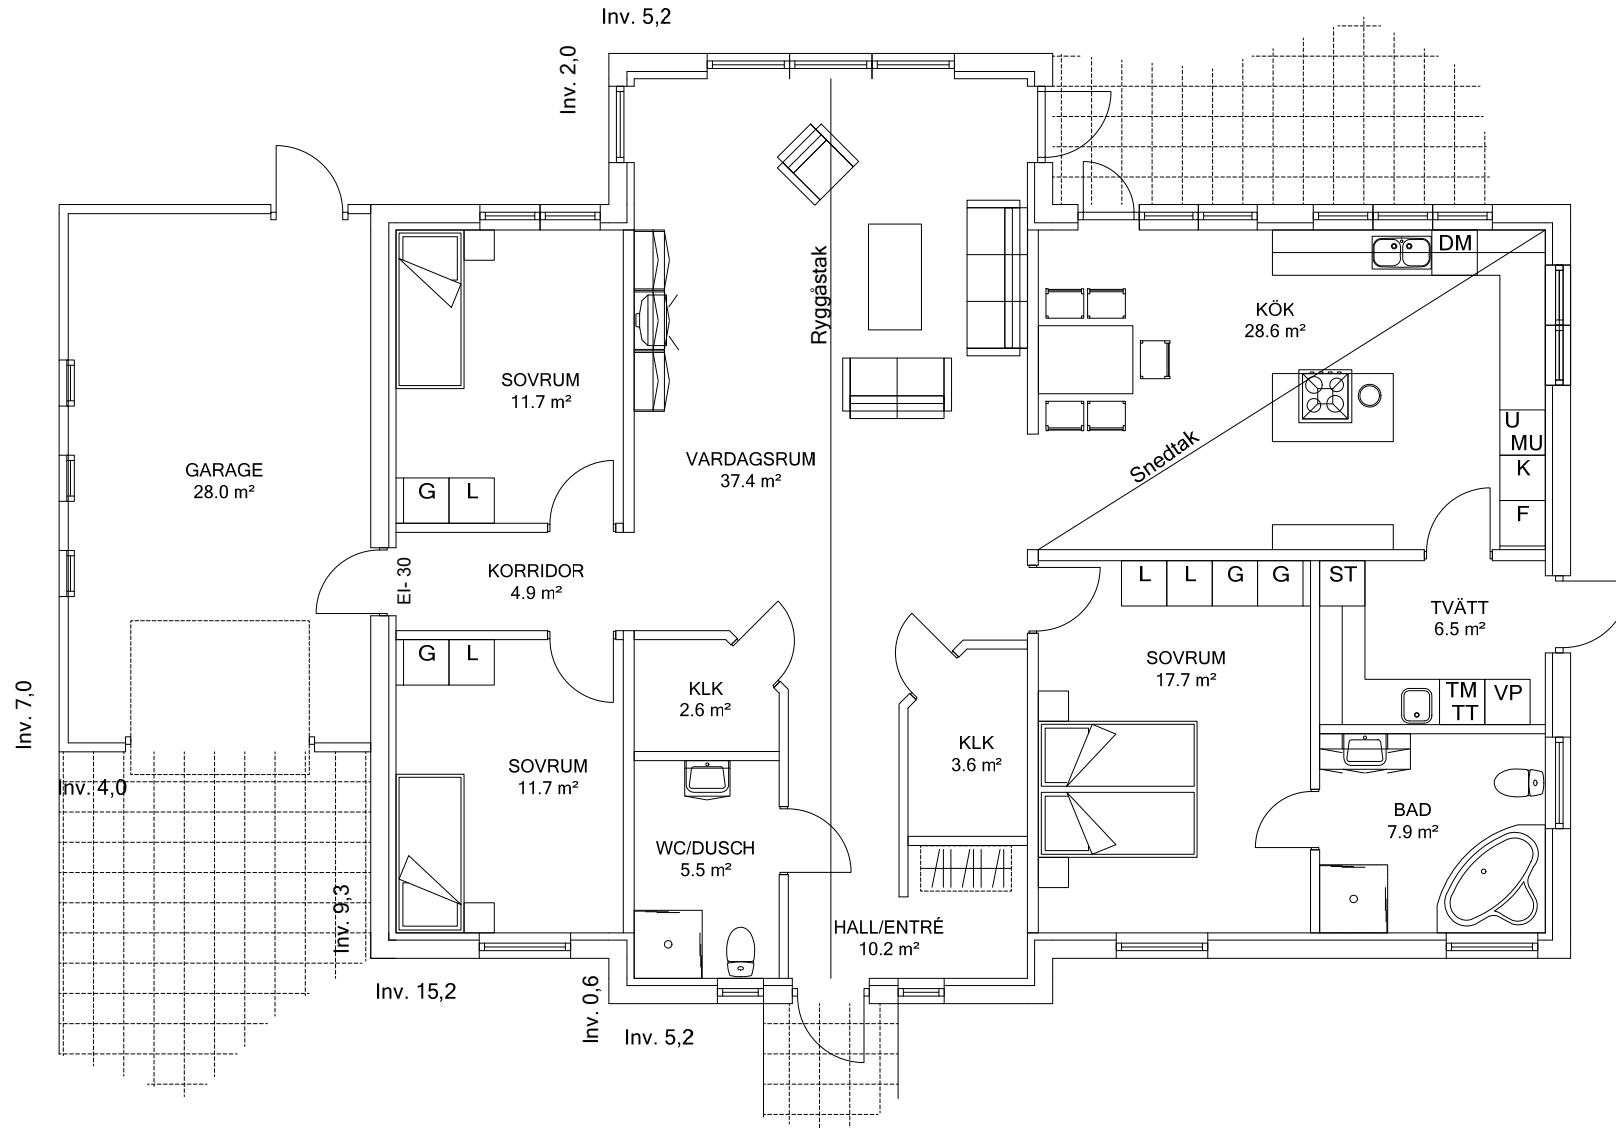 Inv. 5,2
Inv. 2,0
Ryggåstak
DM
KÖK
28.6 m²
SOVRUM
11.7 m²
U
MU
K
F
Snedtak
GARAGE
28.0 m²
VARDAGSRUM
37.4 m²
G L
EI- 30
KORRIDOR
4.9 m²
L L G G ST
TVÄTT
6.5 m²
G L
SOVRUM
17.7 m²
KLK
2.6 m²
TM
TT
VP
Inv. 7,0
KLK
3.6 m²
SOVRUM
11.7 m²
Inv. 4,0
BAD
7.9 m²
WC/DUSCH
5.5 m²
Inv. 9,3
HALL/ENTRÉ
10.2 m²
Inv. 15,2
Inv. 0,6
Inv. 5,2